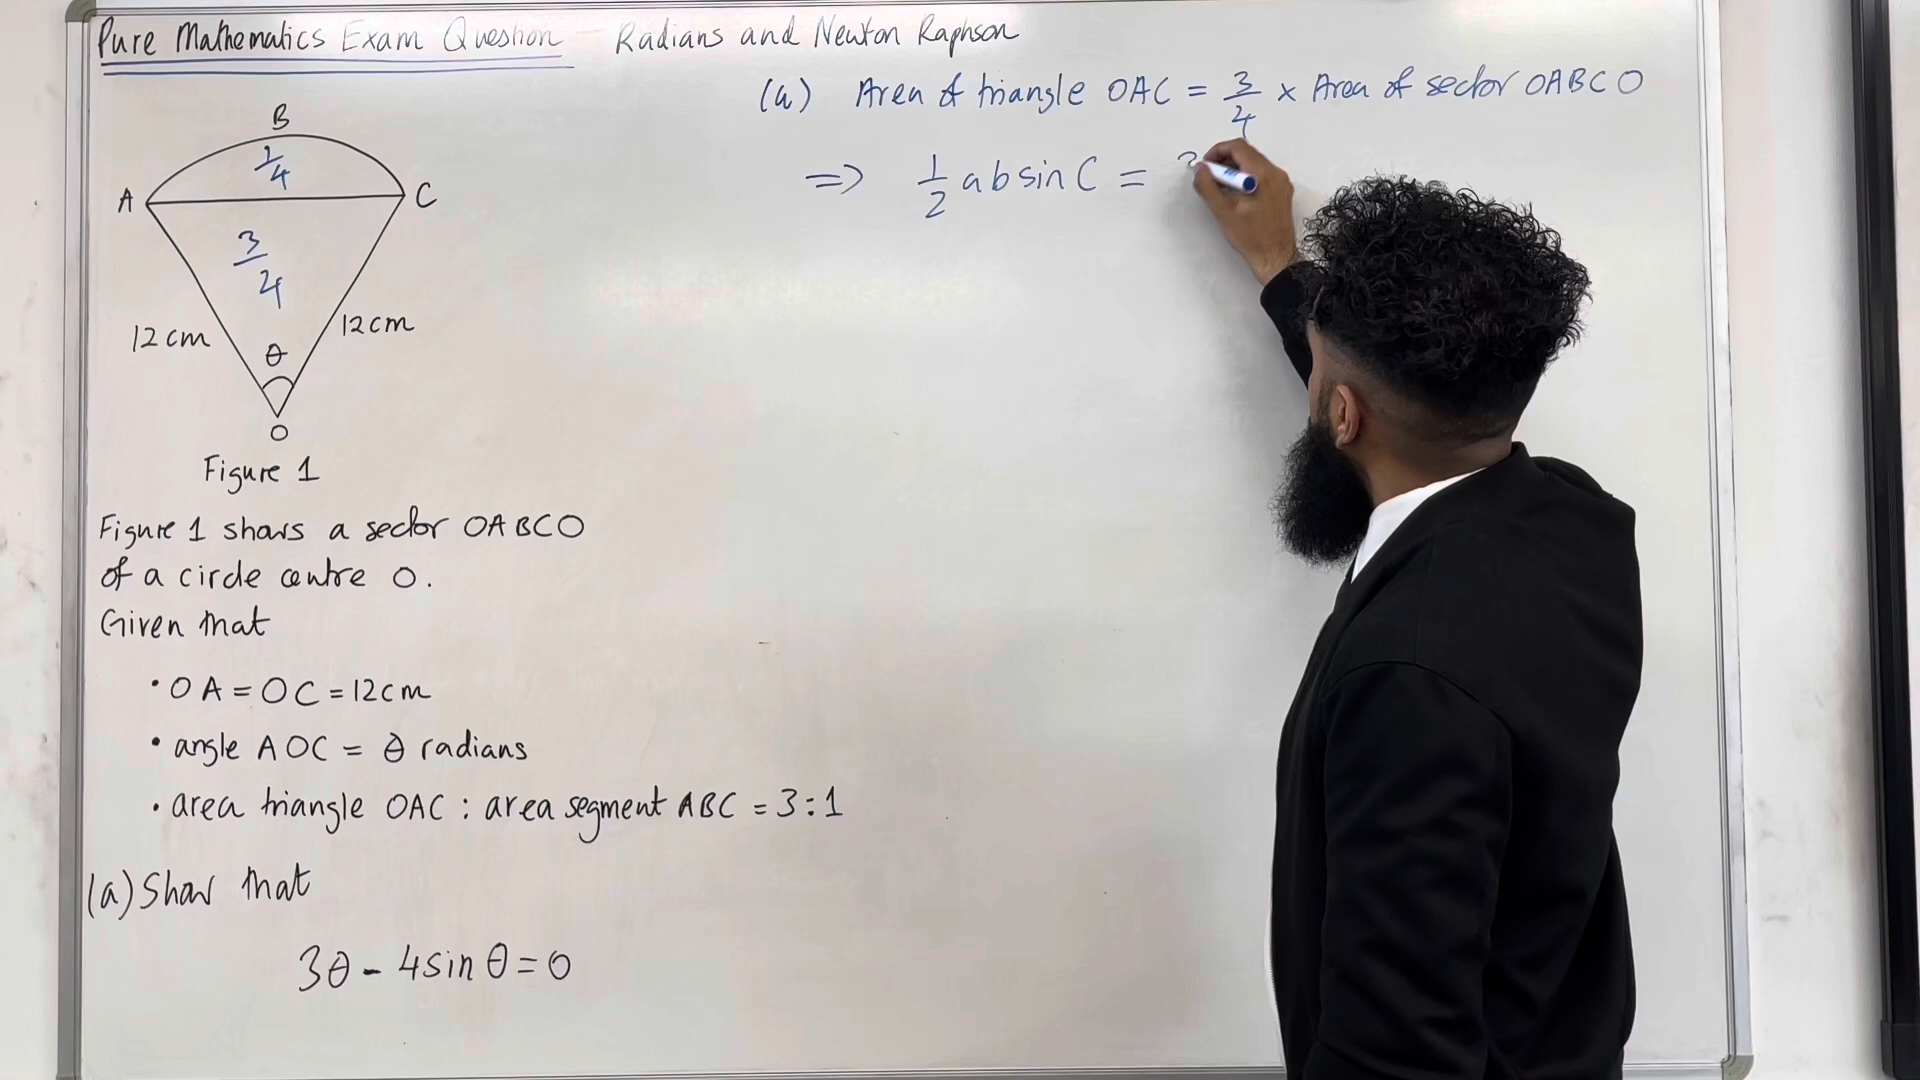 Pure Mathematics Exam Question - Radians and Newton Raphson
B
1/4
A
C
3/4
12cm
12cm
θ
O
Figure 1
Figure 1 shows a sector OABCO
of a circle centre O.
Given that
• OA = OC = 12cm
• angle AOC = θ radians
• area triangle OAC : area segment ABC = 3:1
(a) Show that
3θ - 4sin θ = 0
(a) Area of triangle OAC = 3/4 × Area of sector OABCO
=> 1/2 ab sin C =